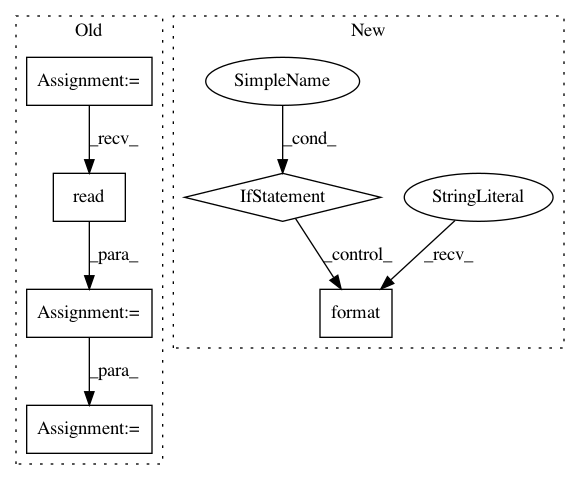 Old
New
Assignment:=
SimpleName
_recv_
_cond_
read
IfStatement
StringLiteral
_para_
_control_
_recv_
Assignment:=
format
_para_
Assignment:=